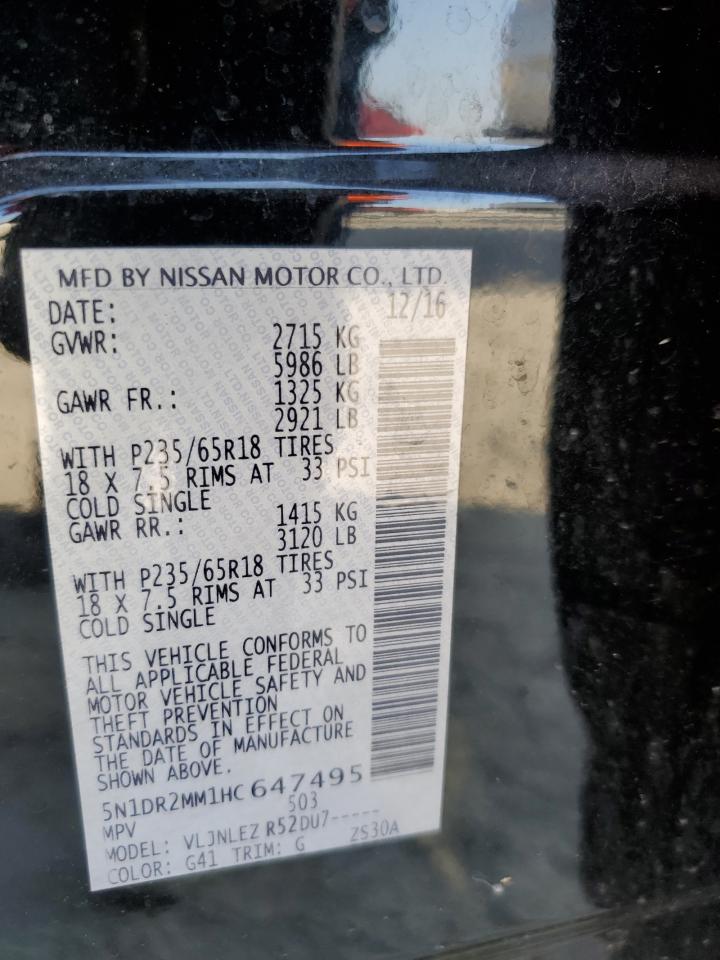 MFD BY NISSAN MOTOR CO., LTD
DATE: 12/16
GVWR: 2715 KG
5986 LB
GAWR FR.: 1325 KG
2921 LB
WITH P235/65R18 TIRES
18 X 7.5 RIMS AT 33 PSI
COLD SINGLE
GAWR RR.: 1415 KG
3120 LB
WITH P235/65R18 TIRES
18 X 7.5 RIMS AT 33 PSI
COLD SINGLE
THIS VEHICLE CONFORMS TO
ALL APPLICABLE FEDERAL
MOTOR VEHICLE SAFETY AND
THEFT PREVENTION
STANDARDS IN EFFECT ON
THE DATE OF MANUFACTURE
SHOWN ABOVE.
5N1DR2MM1HC647495
MPV 503
MODEL: VLJNLEZ R52DU7-----
COLOR: G41 TRIM: G ZS30A